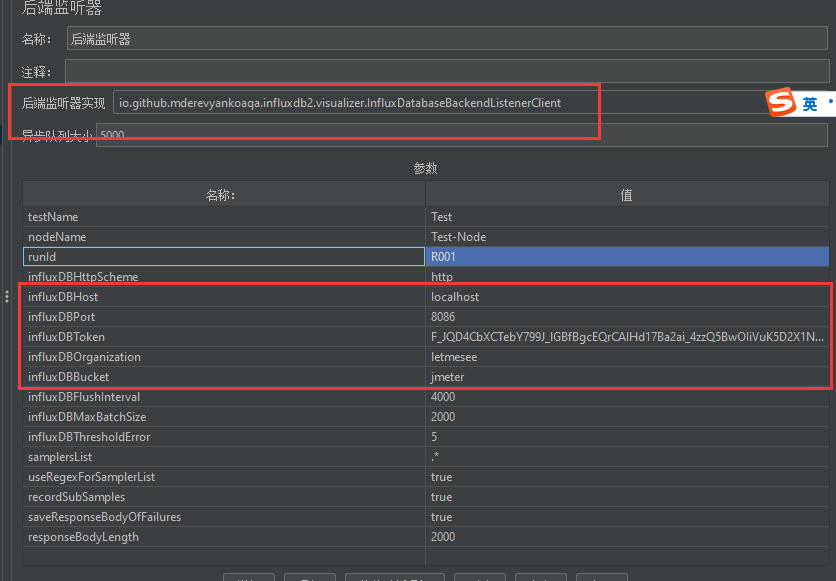 后端监听器
名称： 后端监听器
注释：
后端监听器实现 io.github.mderevyankoaqa.influxdb2.visualizer.InfluxDatabaseBackendListenerClient
S 英
异步队列大小 5000
参数
名称: 值
testName Test
nodeName Test-Node
runId R001
influxDBHttpScheme http
influxDBHost localhost
influxDBPort 8086
influxDBToken F_JQD4CbXCTebY799J_IGBfBgcEQrCAIHd17Ba2ai_4zzQ5BwOIiVuK5D2X1N...
influxDBOrganization letmesee
influxDBBucket jmeter
influxDBFlushInterval 4000
influxDBMaxBatchSize 2000
influxDBThresholdError 5
samplersList .*
useRegexForSamplerList true
recordSubSamples true
saveResponseBodyOfFailures true
responseBodyLength 2000